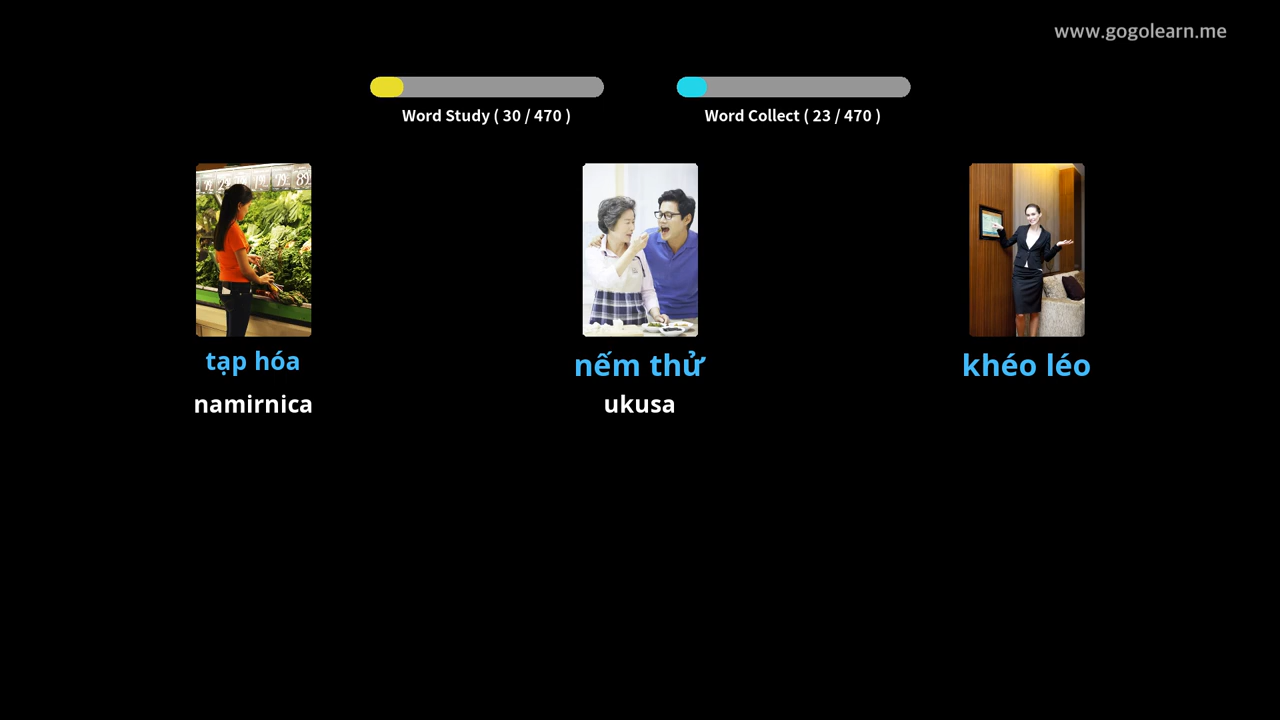 www.gogolearn.me
Word Study ( 30 / 470 )
Word Collect ( 23 / 470 )
tạp hóa
nếm thử
khéo léo
namirnica
ukusa